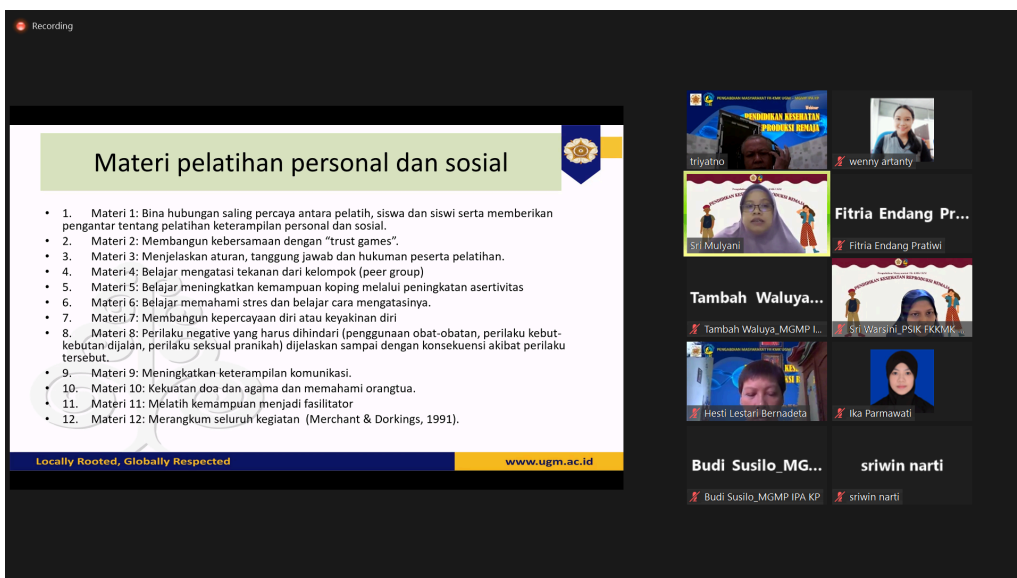 Recording
Materi pelatihan personal dan sosial
• 1. Materi 1: Bina hubungan saling percaya antara pelatih, siswa dan siswi serta memberikan
pengantar tentang pelatihan keterampilan personal dan sosial.
• 2. Materi 2: Membangun kebersamaan dengan “trust games”.
• 3. Materi 3: Menjelaskan aturan, tanggung jawab dan hukuman peserta pelatihan.
• 4. Materi 4: Belajar mengatasi tekanan dari kelompok (peer group)
• 5. Materi 5: Belajar meningkatkan kemampuan koping melalui peningkatan asertivitas
• 6. Materi 6: Belajar memahami stres dan belajar cara mengatasinya.
• 7. Materi 7: Membangun kepercayaan diri atau keyakinan diri
• 8. Materi 8: Perilaku negative yang harus dihindari (penggunaan obat-obatan, perilaku kebut-
kebutan dijalan, perilaku seksual pranikah) dijelaskan sampai dengan konsekuensi akibat perilaku
tersebut.
• 9. Materi 9: Meningkatkan keterampilan komunikasi.
• 10. Materi 10: Kekuatan doa dan agama dan memahami orangtua.
• 11. Materi 11: Melatih kemampuan menjadi fasilitator
• 12. Materi 12: Merangkum seluruh kegiatan (Merchant & Dorkings, 1991).
Locally Rooted, Globally Respected
www.ugm.ac.id
PENDIDIKAN KESEHATAN
PRODUKSI REMAJA
triyatno
wenny artanty
Sri Mulyani
Fitria Endang Pr...
Fitria Endang Pratiwi
Tambah Waluya...
Tambah Waluya_MGMP I...
PENDIDIKAN KESEHATAN REPRODUKSI REMAJA
Sri Warsini_PSIK FKKMK...
Hesti Lestari Bernadeta
Ika Parmawati
Budi Susilo_MG...
Budi Susilo_MGMP IPA KP
sriwin narti
sriwin narti